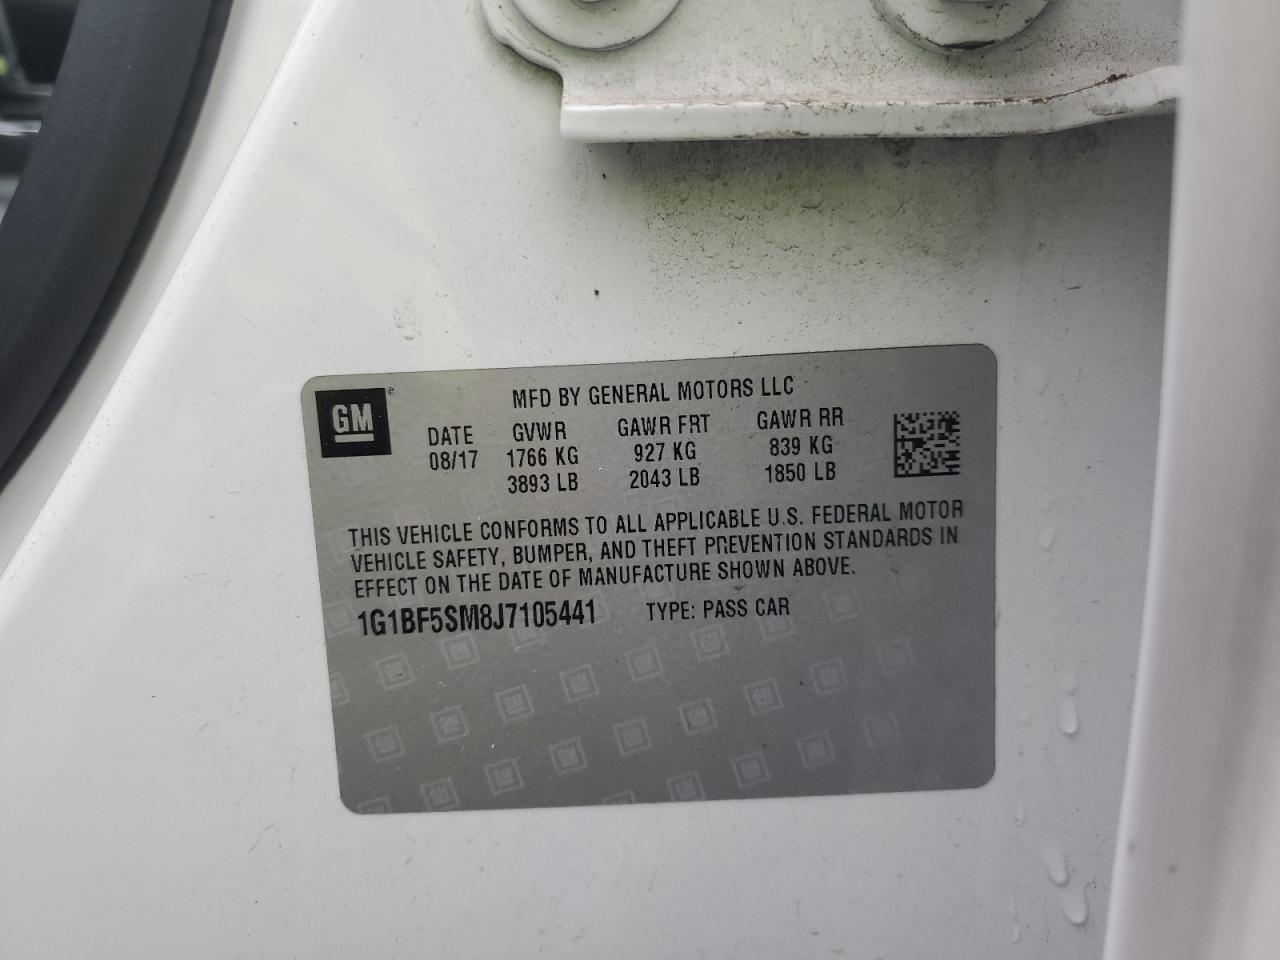 MFD BY GENERAL MOTORS LLC
GM®
DATE GVWR GAWR FRT GAWR RR
08/17 1766 KG 927 KG 839 KG
3893 LB 2043 LB 1850 LB
THIS VEHICLE CONFORMS TO ALL APPLICABLE U.S. FEDERAL MOTOR
VEHICLE SAFETY, BUMPER, AND THEFT PREVENTION STANDARDS IN
EFFECT ON THE DATE OF MANUFACTURE SHOWN ABOVE.
1G1BF5SM8J7105441 TYPE: PASS CAR